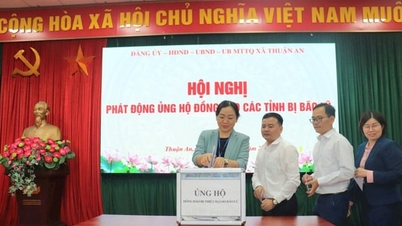 HÒA XÃ HỘI CHỦ NGHĨA VIỆT NAM
ĐẢNG ỦY - HĐND - UBND - UB MTTQ XÃ THUẬN AN
HỘI NGHỊ
PHÁT ĐỘNG ỦNG HỘ ĐỒNG CÁC TỈNH BỊ BÃO
Thuận An,
ỦNG HỘ